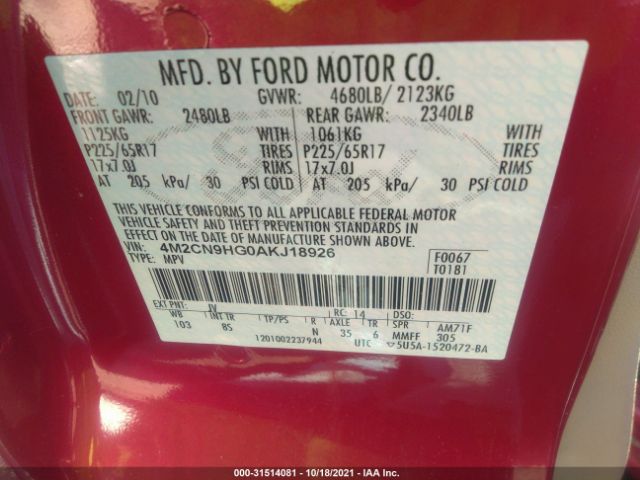 MFD. BY FORD MOTOR CO.
DATE: 02/10 GVWR: 4680LB/ 2123KG
FRONT GAWR: 2480LB REAR GAWR: 2340LB
1125KG WITH 1061KG WITH
P225/65R17 TIRES P225/65R17 TIRES
17x7.0J RIMS 17x7.0J RIMS
AT 205 kPa/ 30 PSI COLD AT 205 kPa/ 30 PSI COLD
THIS VEHICLE CONFORMS TO ALL APPLICABLE FEDERAL MOTOR
VEHICLE SAFETY AND THEFT PREVENTION STANDARDS IN
EFFECT ON THE DATE OF MANUFACTURE SHOWN ABOVE.
VIN: 4M2CN9HG0AKJ18926 F0067
TYPE: MPV T0181
EXT PNT: JV RC: 14 DSO:
WB INT TR TP/PS R AXLE TR SPR AM71F
103 8S N 35 6 MMFF 305
1201002237944 UTC 5U5A-1520472-BA
000-31514081 - 10/18/2021 - IAA Inc.